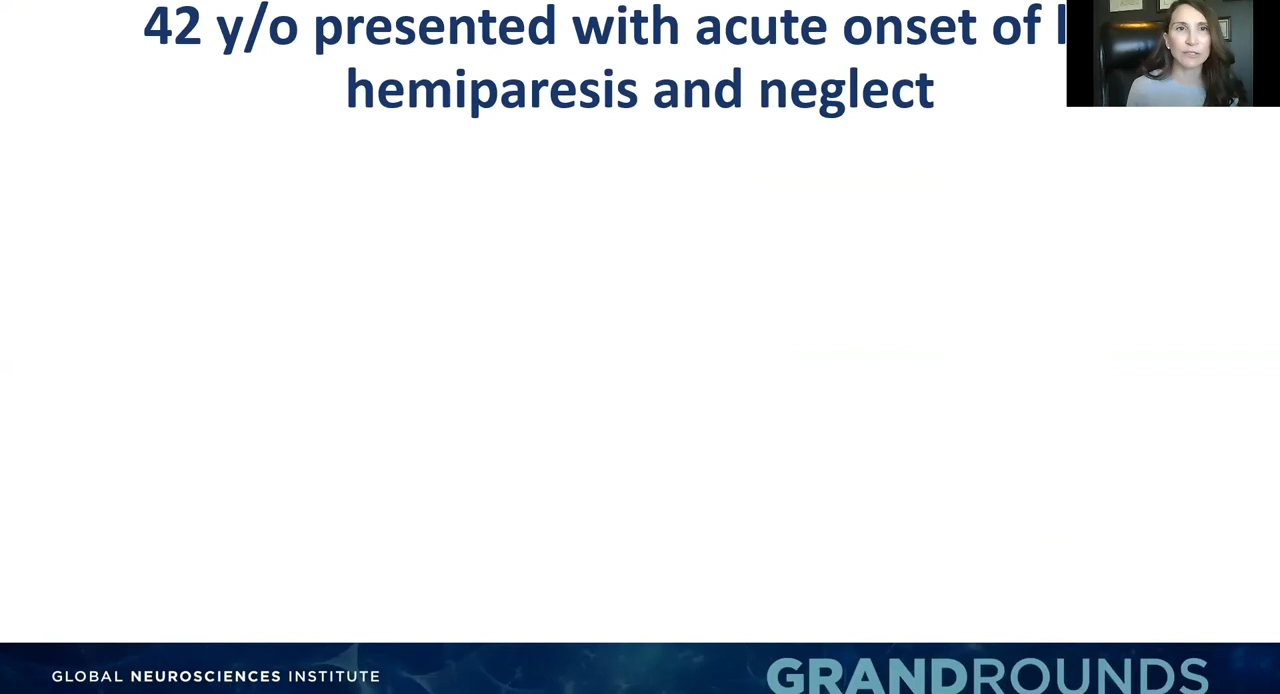 42 y/o presented with acute onset of
hemiparesis and neglect
GLOBAL NEUROSCIENCES INSTITUTE
GRANDROUNDS